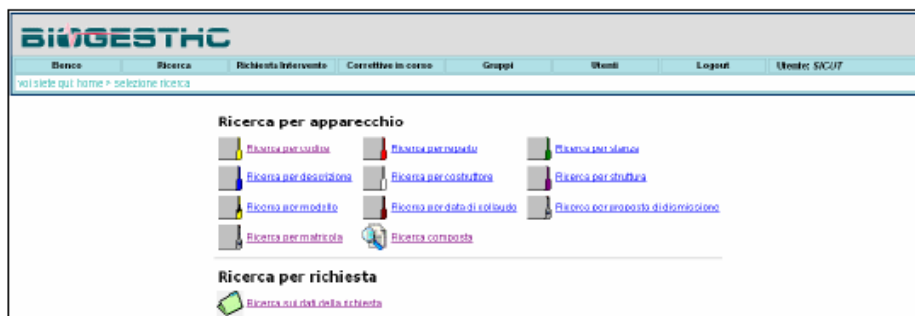 BIOGESTHC
Elenco Ricerca Richiesta Intervento Correttive in corso Gruppi Utenti Logout Utente: SICUT
voi siete qui: home > selezione ricerca
Ricerca per apparecchio
Ricerca per codice Ricerca per reparto Ricerca per stanza
Ricerca per descrizione Ricerca per costruttore Ricerca per struttura
Ricerca per modello Ricerca per data di collaudo Ricerca per proposta di dismissione
Ricerca per matricola Ricerca composta
Ricerca per richiesta
Ricerca sui dati della richiesta